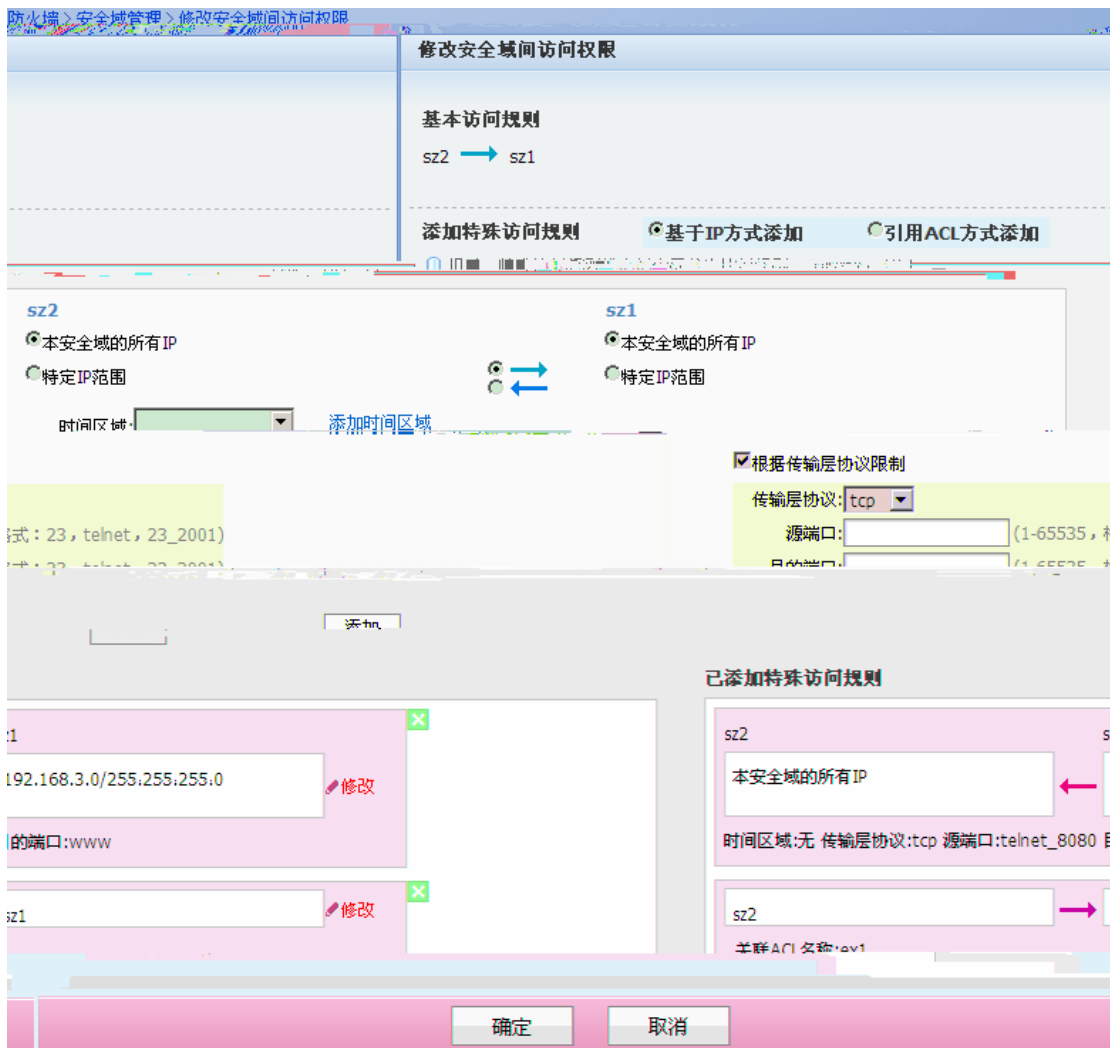 防火墙 > 安全域管理 > 修改安全域间访问权限
修改安全域间访问权限
基本访问规则
sz2 sz1
添加特殊访问规则 基于IP方式添加 引用ACL方式添加
sz2 sz1
本安全域的所有IP 本安全域的所有IP
特定IP范围 特定IP范围
时间区域: 添加时间区域
根据传输层协议限制
传输层协议: tcp
式：23，telnet，23_2001) 源端口: (1-65535，
目的端口: (1-65535，
添加
已添加特殊访问规则
sz2
192.168.3.0/255.255.255.0 修改 本安全域的所有IP
的端口:www 时间区域:无 传输层协议:tcp 源端口:telnet_8080
sz1 修改 sz2
关联ACL名称:ex1
确定 取消